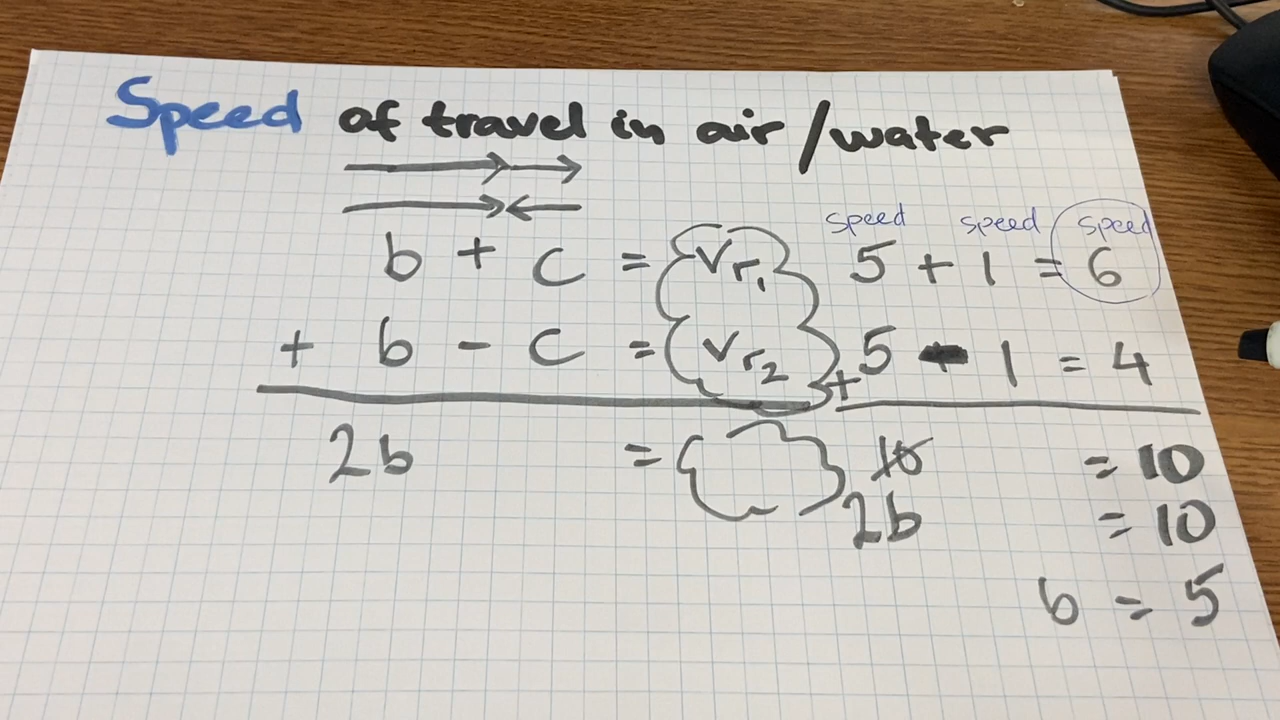 Speed of travel in air/water
speed speed speed
b + c = Vr1 5 + 1 = 6
+ b - c = Vr2 + 5 - 1 = 4
2b = 10 = 10
2b = 10
b = 5